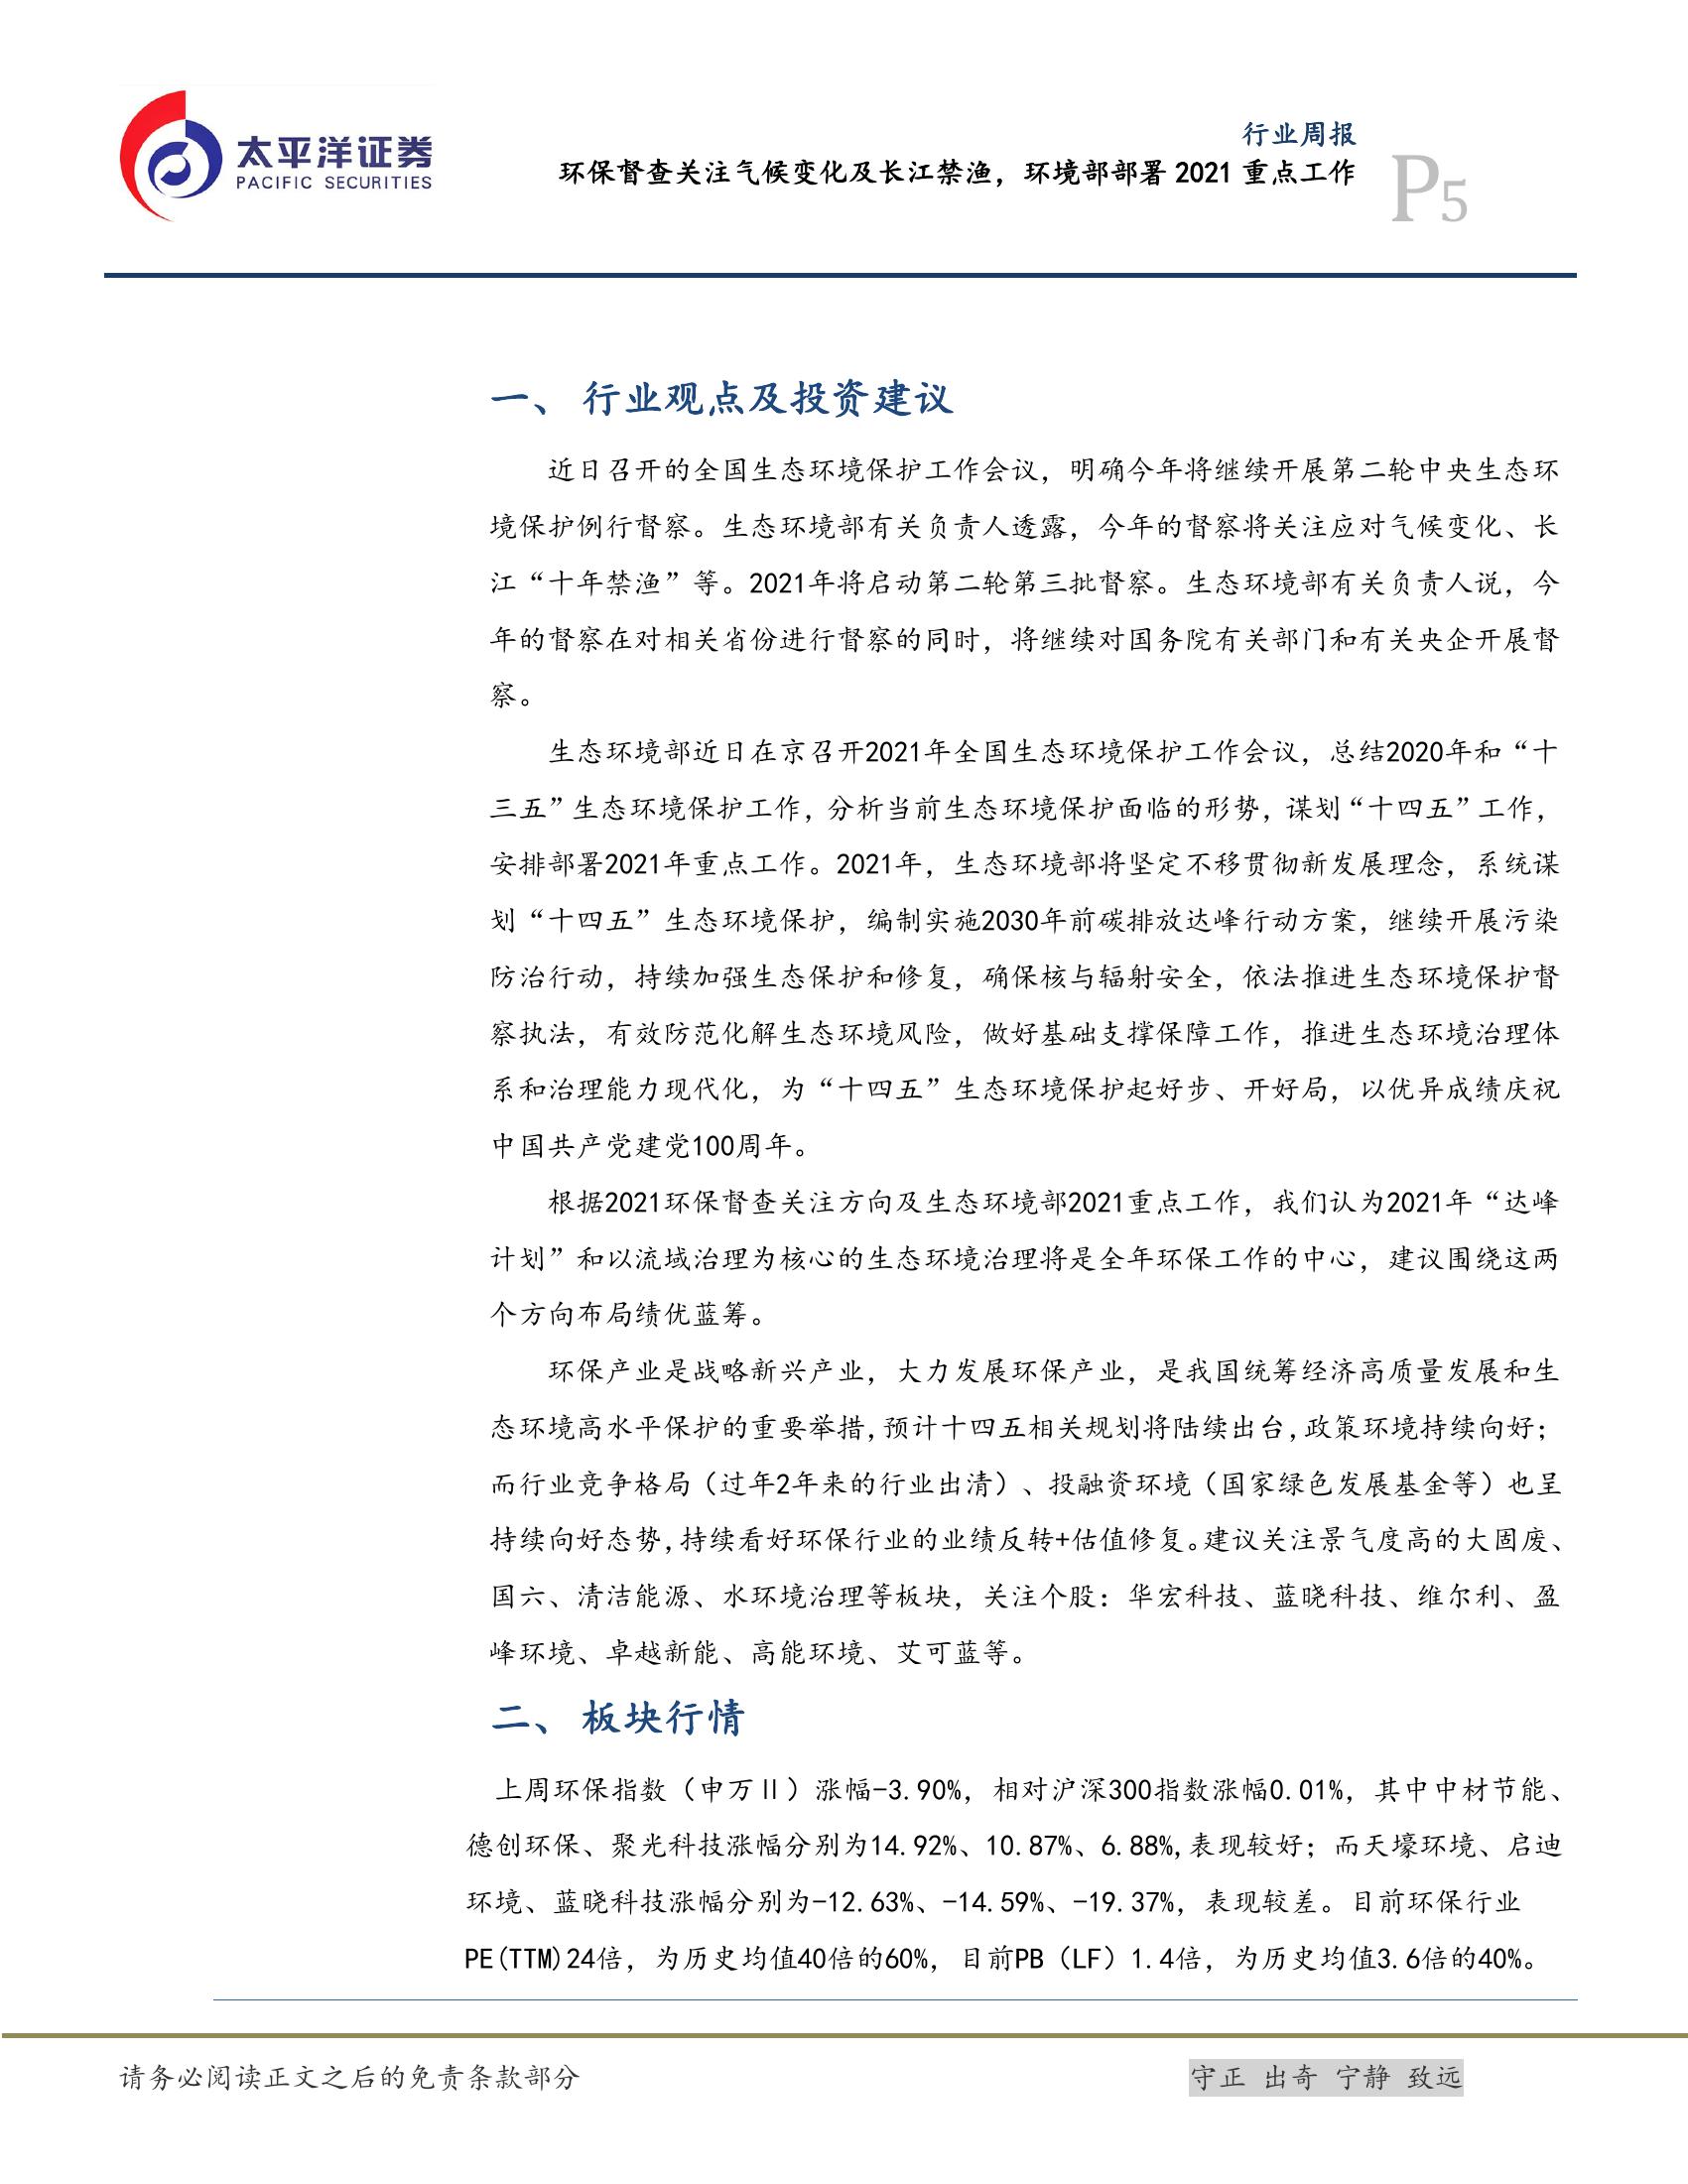 太平洋证券
PACIFIC SECURITIES
行业周报
环保督查关注气候变化及长江禁渔，环境部部署 2021 重点工作
P5
一、 行业观点及投资建议
近日召开的全国生态环境保护工作会议，明确今年将继续开展第二轮中央生态环
境保护例行督察。生态环境部有关负责人透露，今年的督察将关注应对气候变化、长
江“十年禁渔”等。2021年将启动第二轮第三批督察。生态环境部有关负责人说，今
年的督察在对相关省份进行督察的同时，将继续对国务院有关部门和有关央企开展督
察。
生态环境部近日在京召开2021年全国生态环境保护工作会议，总结2020年和“十
三五”生态环境保护工作，分析当前生态环境保护面临的形势，谋划“十四五”工作，
安排部署2021年重点工作。2021年，生态环境部将坚定不移贯彻新发展理念，系统谋
划“十四五”生态环境保护，编制实施2030年前碳排放达峰行动方案，继续开展污染
防治行动，持续加强生态保护和修复，确保核与辐射安全，依法推进生态环境保护督
察执法，有效防范化解生态环境风险，做好基础支撑保障工作，推进生态环境治理体
系和治理能力现代化，为“十四五”生态环境保护起好步、开好局，以优异成绩庆祝
中国共产党建党100周年。
根据2021环保督查关注方向及生态环境部2021重点工作，我们认为2021年“达峰
计划”和以流域治理为核心的生态环境治理将是全年环保工作的中心，建议围绕这两
个方向布局绩优蓝筹。
环保产业是战略新兴产业，大力发展环保产业，是我国统筹经济高质量发展和生
态环境高水平保护的重要举措,预计十四五相关规划将陆续出台,政策环境持续向好；
而行业竞争格局（过年2年来的行业出清）、投融资环境（国家绿色发展基金等）也呈
持续向好态势,持续看好环保行业的业绩反转+估值修复。建议关注景气度高的大固废、
国六、清洁能源、水环境治理等板块，关注个股：华宏科技、蓝晓科技、维尔利、盈
峰环境、卓越新能、高能环境、艾可蓝等。
二、 板块行情
上周环保指数（申万Ⅱ）涨幅-3.90%，相对沪深300指数涨幅0.01%，其中中材节能、
德创环保、聚光科技涨幅分别为14.92%、10.87%、6.88%,表现较好；而天壕环境、启迪
环境、蓝晓科技涨幅分别为-12.63%、-14.59%、-19.37%，表现较差。目前环保行业
PE(TTM)24倍，为历史均值40倍的60%，目前PB（LF）1.4倍，为历史均值3.6倍的40%。
请务必阅读正文之后的免责条款部分
守正 出奇 宁静 致远